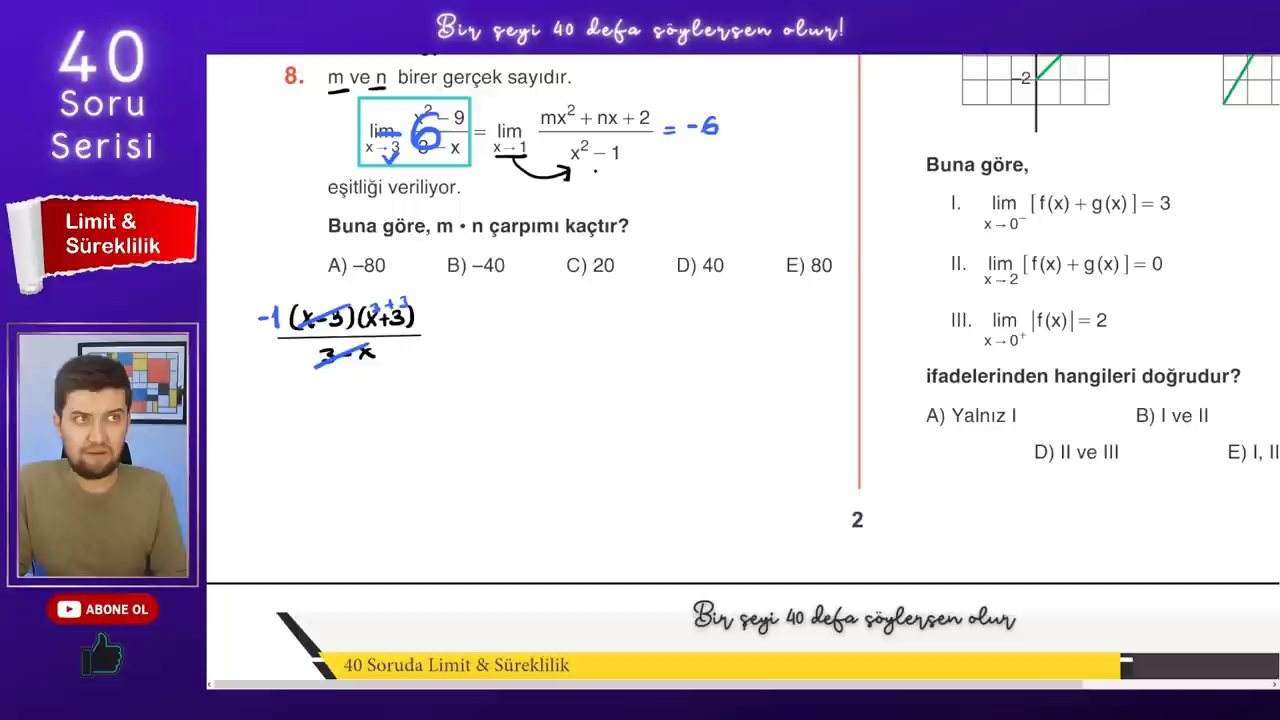 Bir şeyi 40 defa söylersen olur!
40
Soru
Serisi
Limit &
Süreklilik
ABONE OL
8. m ve n birer gerçek sayıdır.
lim x→3 x² – 9 / 3 – x = lim x→1 mx² + nx + 2 / x² – 1 = -6
6
eşitliği veriliyor.
Buna göre, m • n çarpımı kaçtır?
A) –80 B) –40 C) 20 D) 40 E) 80
3+3
-1 (x-3)(x+3)
3-x
–2
Buna göre,
I. lim x→0⁻ [f(x) + g(x)] = 3
II. lim x→2 [f(x) + g(x)] = 0
III. lim x→0⁺ |f(x)| = 2
ifadelerinden hangileri doğrudur?
A) Yalnız I B) I ve II
D) II ve III E) I, II
2
Bir şeyi 40 defa söylersen olur
40 Soruda Limit & Süreklilik